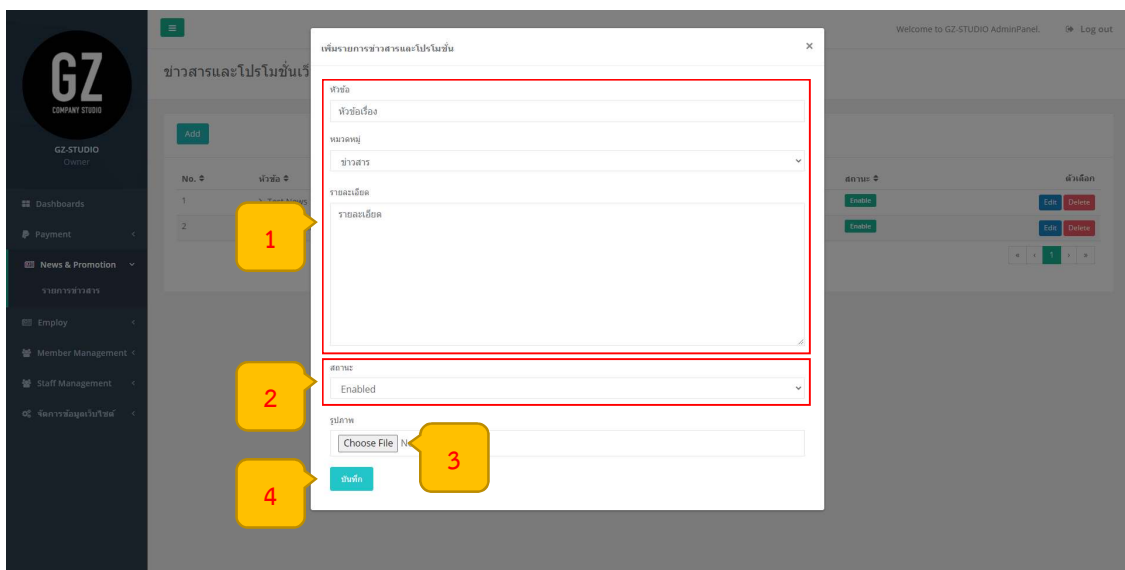 GZ
COMPANY STUDIO
GZ-STUDIO
Owner
Dashboards
Payment
News & Promotion
รายการข่าวสาร
Employ
Member Management
Staff Management
จัดการข้อมูลเว็บไซต์
Welcome to GZ-STUDIO AdminPanel.
Log out
ข่าวสารและโปรโมชั่นเว็
Add
No.
หัวข้อ
สถานะ
ตัวเลือก
1
Test News
Enable
Edit
Delete
2
Enable
Edit
Delete
« ‹ 1 › »
เพิ่มรายการข่าวสารและโปรโมชั่น
×
หัวข้อ
หัวข้อเรื่อง
หมวดหมู่
ข่าวสาร
รายละเอียด
รายละเอียด
1
สถานะ
Enabled
2
รูปภาพ
Choose File
3
บันทึก
4